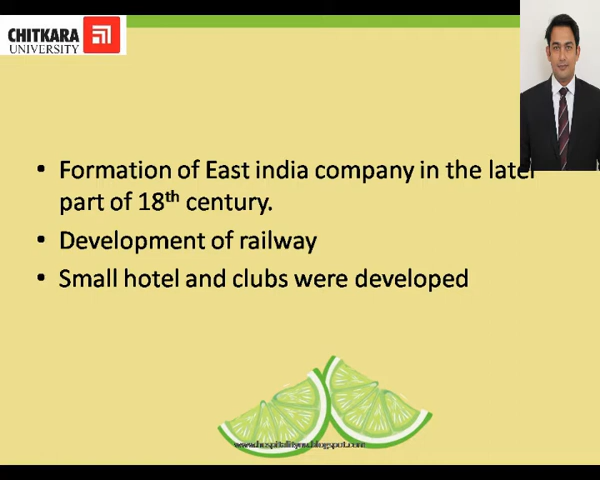 CHITKARA
UNIVERSITY
• Formation of East india company in the later
part of 18th century.
• Development of railway
• Small hotel and clubs were developed